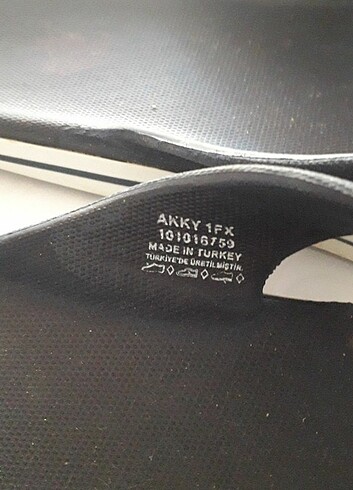 AKKY 1FX
101016759
MADE IN TURKEY
TÜRKİYE'DE ÜRETİLMİŞTİR.